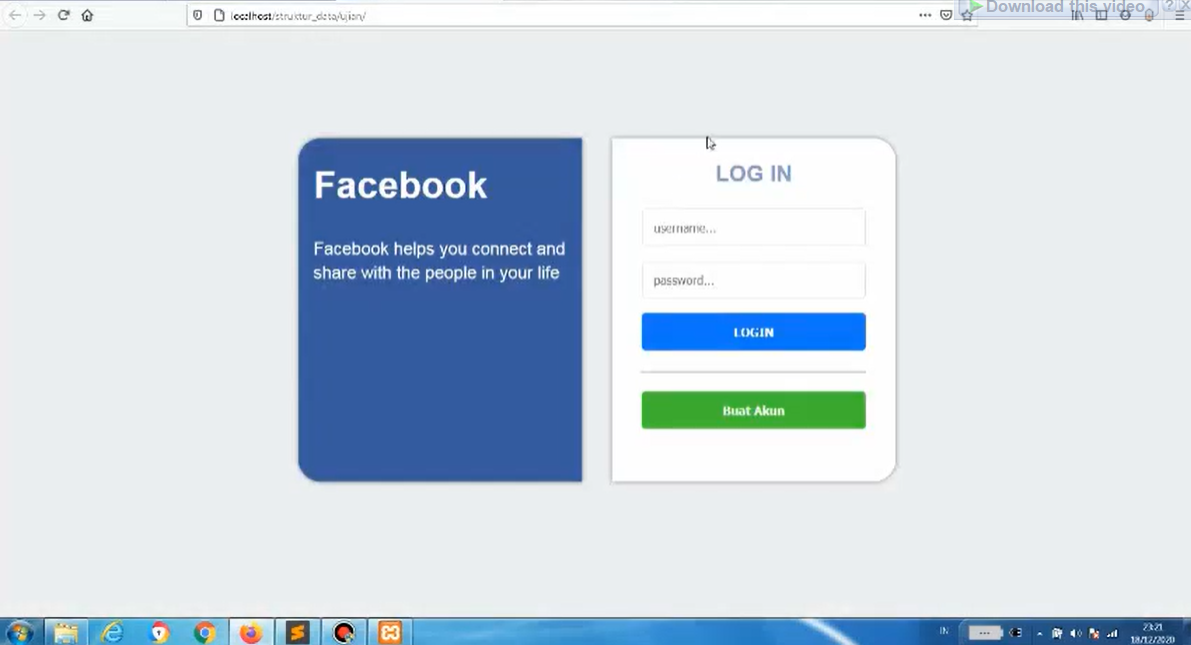 localhost/struktur_data/ujian/
Download this video
?
X
Facebook
Facebook helps you connect and
share with the people in your life
LOG IN
username...
password...
LOGIN
Buat Akun
IN
23:21
18/12/2020